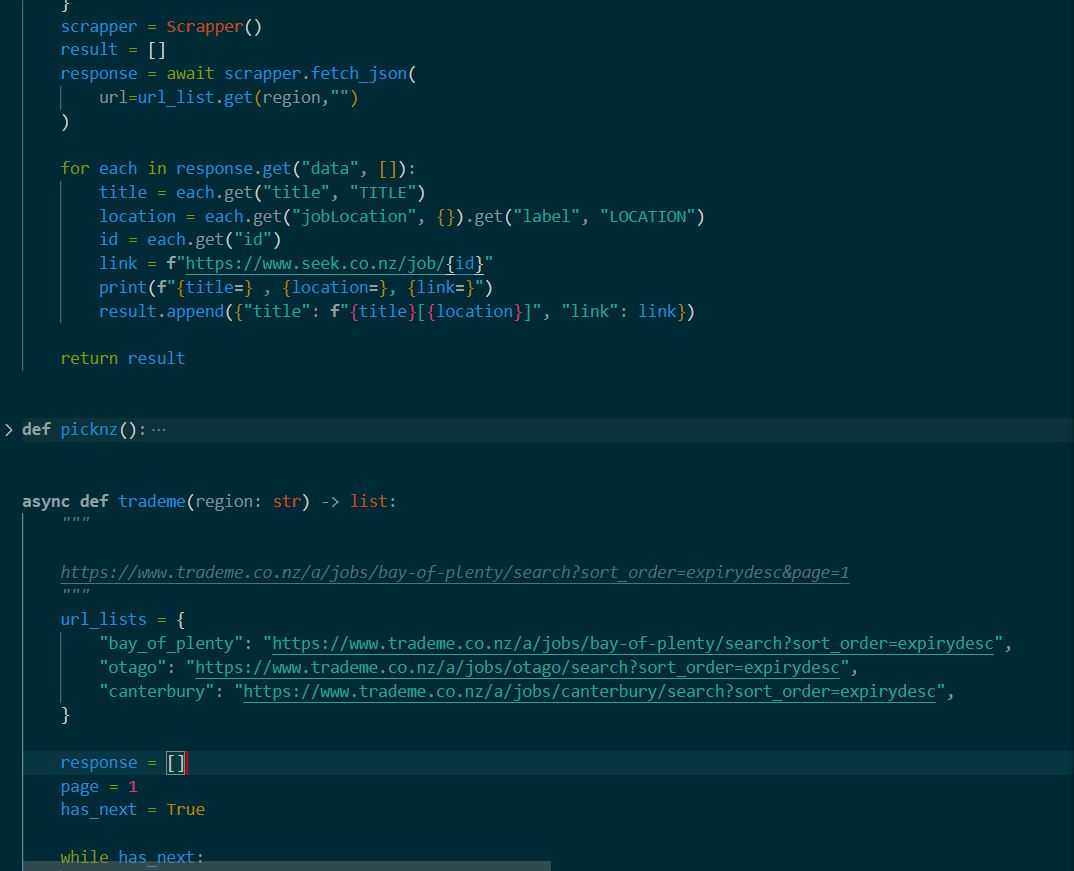 }
scrapper = Scrapper()
result = []
response = await scrapper.fetch_json(
url=url_list.get(region,"")
)
for each in response.get("data", []):
title = each.get("title", "TITLE")
location = each.get("jobLocation", {}).get("label", "LOCATION")
id = each.get("id")
link = f"https://www.seek.co.nz/job/{id}"
print(f"{title=} , {location=}, {link=}")
result.append({"title": f"{title}[{location}]", "link": link})
return result
def picknz(): ...
async def trademe(region: str) -> list:
"""
https://www.trademe.co.nz/a/jobs/bay-of-plenty/search?sort_order=expirydesc&page=1
"""
url_lists = {
"bay_of_plenty": "https://www.trademe.co.nz/a/jobs/bay-of-plenty/search?sort_order=expirydesc",
"otago": "https://www.trademe.co.nz/a/jobs/otago/search?sort_order=expirydesc",
"canterbury": "https://www.trademe.co.nz/a/jobs/canterbury/search?sort_order=expirydesc",
}
response = []
page = 1
has_next = True
while has_next: